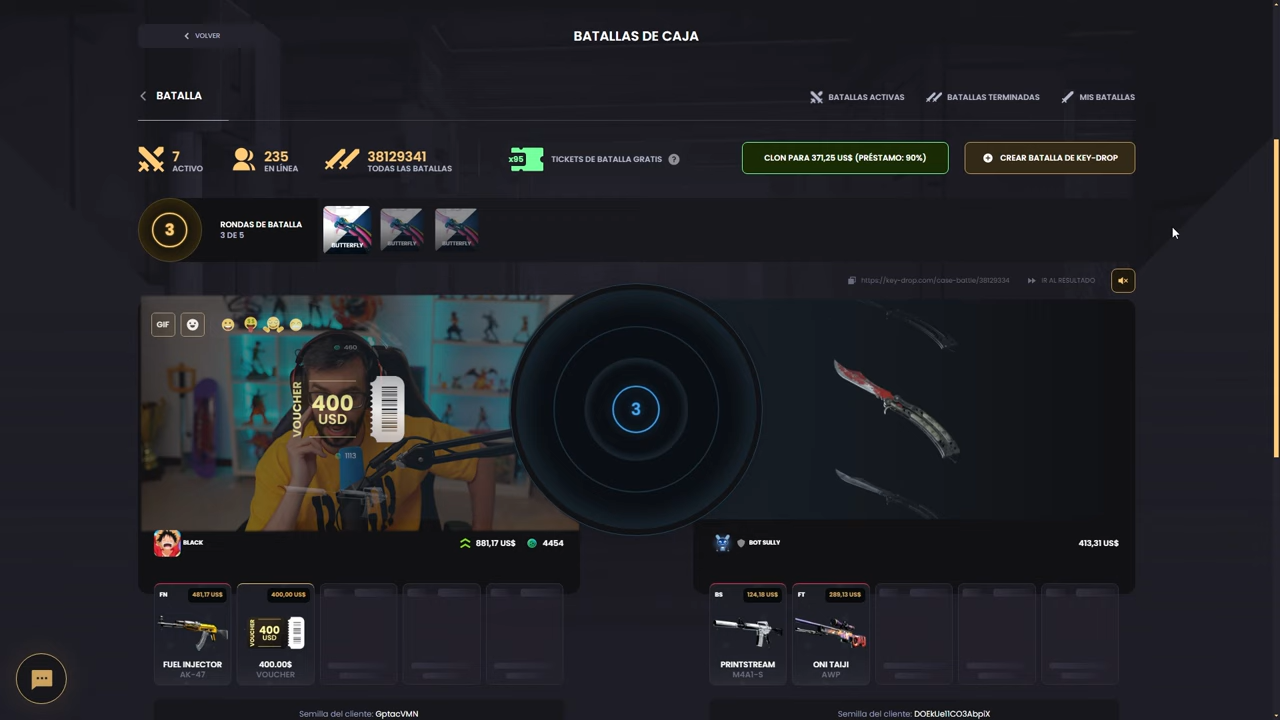 VOLVER
BATALLAS DE CAJA
BATALLA
BATALLAS ACTIVAS
BATALLAS TERMINADAS
MIS BATALLAS
7
ACTIVO
235
EN LÍNEA
38129341
TODAS LAS BATALLAS
x95
TICKETS DE BATALLA GRATIS
?
CLON PARA 371,25 US$ (PRÉSTAMO: 90%)
CREAR BATALLA DE KEY-DROP
3
RONDAS DE BATALLA
3 DE 5
BUTTERFLY
BUTTERFLY
BUTTERFLY
https://key-drop.com/case-battle/38129334
IR AL RESULTADO
GIF
460
VOUCHER
400
USD
1113
3
BLACK
881,17 US$
4454
BOT SULLY
413,31 US$
FN
481,17 US$
FUEL INJECTOR
AK-47
400,00 US$
VOUCHER
400
USD
400.00$
VOUCHER
BS
124,18 US$
PRINTSTREAM
M4A1-S
FT
289,13 US$
ONI TAIJI
AWP
Semilla del cliente: GptacVMN
Semilla del cliente: DOEkUe11CO3AbpiX